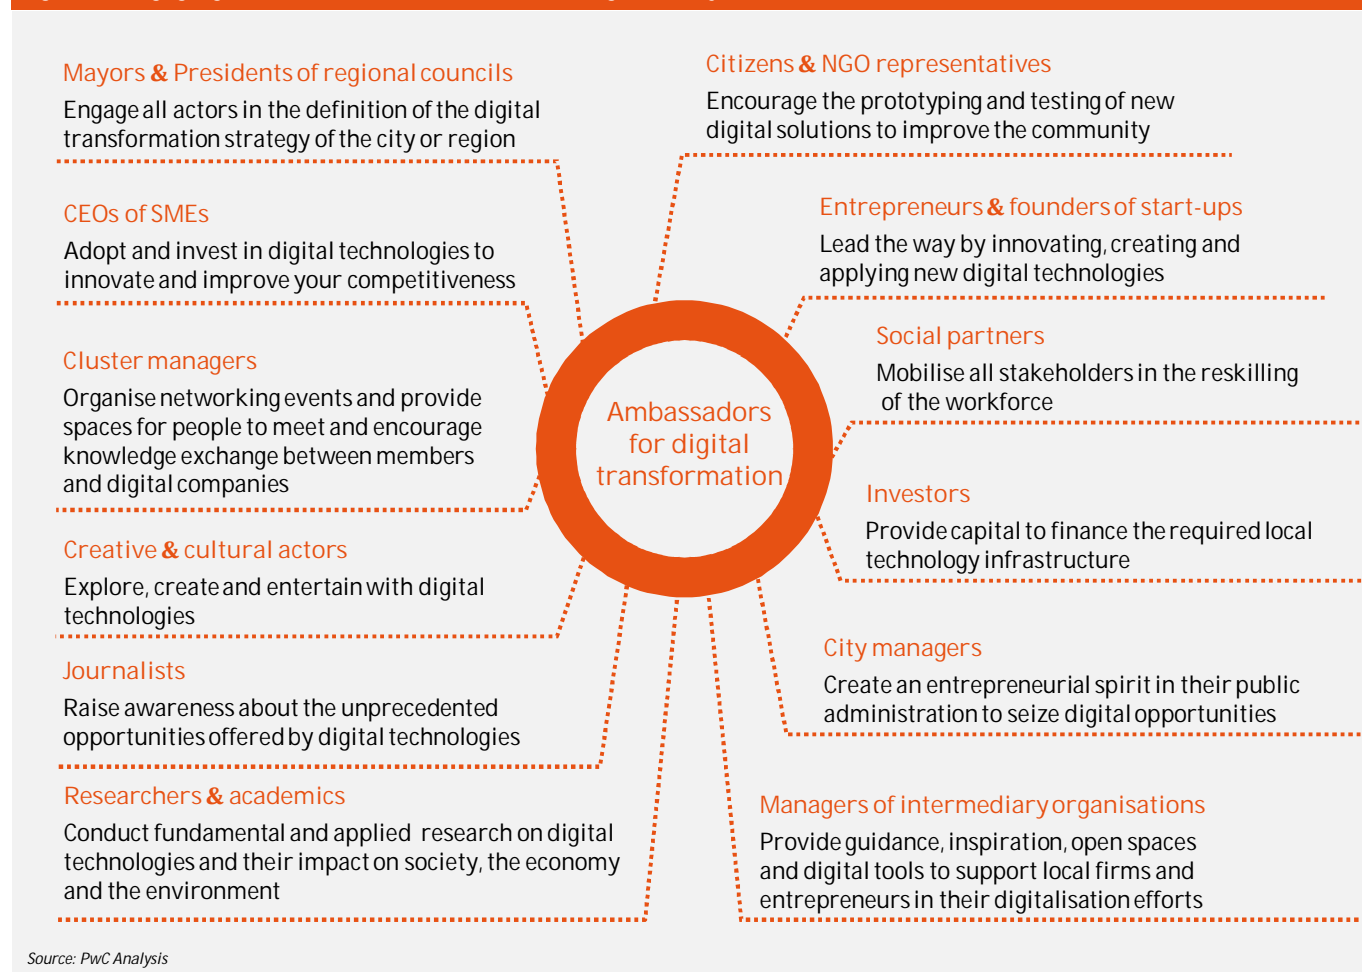 Mayors & Presidents of regional councils
Engage all actors in the definition of the digital
transformation strategy of the city or region
CEOs of SMEs
Adopt and invest in digital technologies to
innovate and improve your competitiveness
Cluster managers
Organise networking events and provide
spaces for people to meet and encourage
knowledge exchange between members
and digital companies
Creative & cultural actors
Explore, create and entertain with digital
technologies
Journalists
Raise awareness about the unprecedented
opportunities offered by digital technologies
Researchers & academics
Conduct fundamental and applied research on digital
technologies and their impact on society, the economy
and the environment
Ambassadors
for digital
transformation
Citizens & NGO representatives
Encourage the prototyping and testing of new
digital solutions to improve the community
Entrepreneurs & founders of start-ups
Lead the way by innovating, creating and
applying new digital technologies
Social partners
Mobilise all stakeholders in the reskilling
of the workforce
Investors
Provide capital to finance the required local
technology infrastructure
City managers
Create an entrepreneurial spirit in their public
administration to seize digital opportunities
Managers of intermediary organisations
Provide guidance, inspiration, open spaces
and digital tools to support local firms and
entrepreneurs in their digitalisation efforts
Source: PwC Analysis